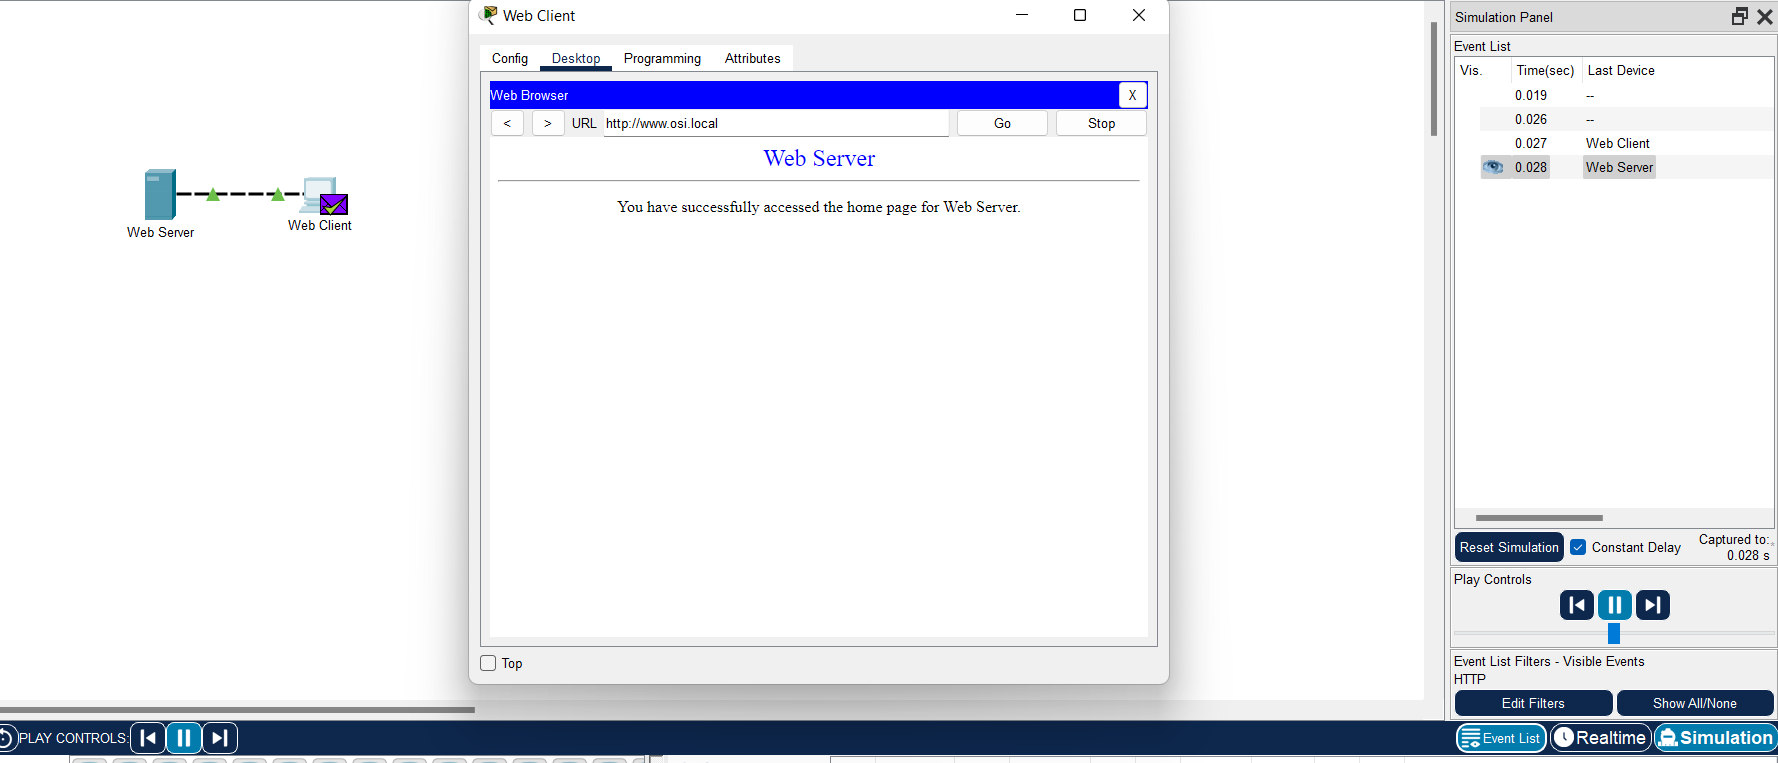 Web Client
Config Desktop Programming Attributes
Web Browser X
< > URL http://www.osi.local Go Stop
Web Server
You have successfully accessed the home page for Web Server.
Top
Web Server
Web Client
Simulation Panel
Event List
Vis. Time(sec) Last Device
0.019 --
0.026 --
0.027 Web Client
0.028 Web Server
Reset Simulation Constant Delay Captured to:
0.028 s
Play Controls
Event List Filters - Visible Events
HTTP
Edit Filters Show All/None
PLAY CONTROLS: Event List Realtime Simulation